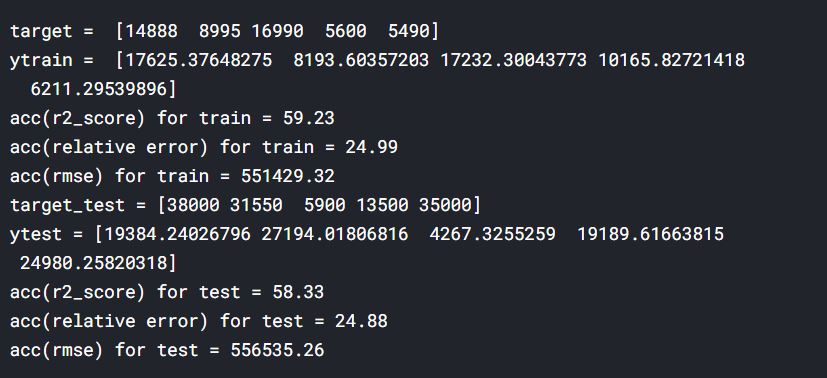 target =  [14888  8995 16990  5600  5490]
ytrain =  [17625.37648275  8193.60357203 17232.30043773 10165.82721418
  6211.29539896]
acc(r2_score) for train = 59.23
acc(relative error) for train = 24.99
acc(rmse) for train = 551429.32
target_test = [38000 31550  5900 13500 35000]
ytest = [19384.24026796 27194.01806816  4267.3255259  19189.61663815
 24980.25820318]
acc(r2_score) for test = 58.33
acc(relative error) for test = 24.88
acc(rmse) for test = 556535.26